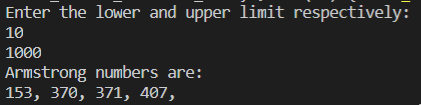 Enter the lower and upper limit respectively:
10
1000
Armstrong numbers are:
153, 370, 371, 407,